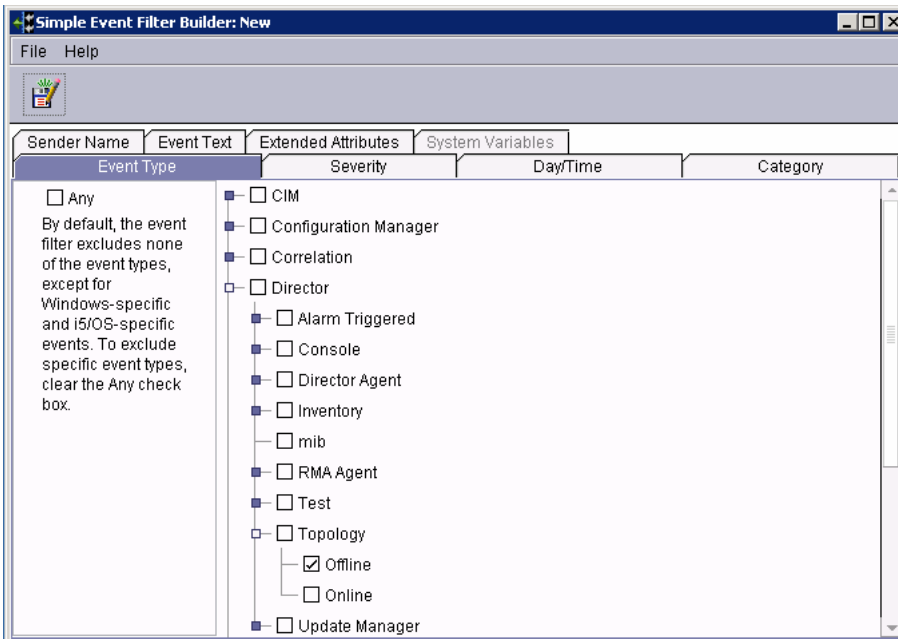 Simple Event Filter Builder: New
File Help
Sender Name Event Text Extended Attributes System Variables
Event Type Severity Day/Time Category
Any
By default, the event
filter excludes none
of the event types,
except for
Windows-specific
and i5/OS-specific
events. To exclude
specific event types,
clear the Any check
box.
CIM
Configuration Manager
Correlation
Director
Alarm Triggered
Console
Director Agent
Inventory
mib
RMA Agent
Test
Topology
Offline
Online
Update Manager